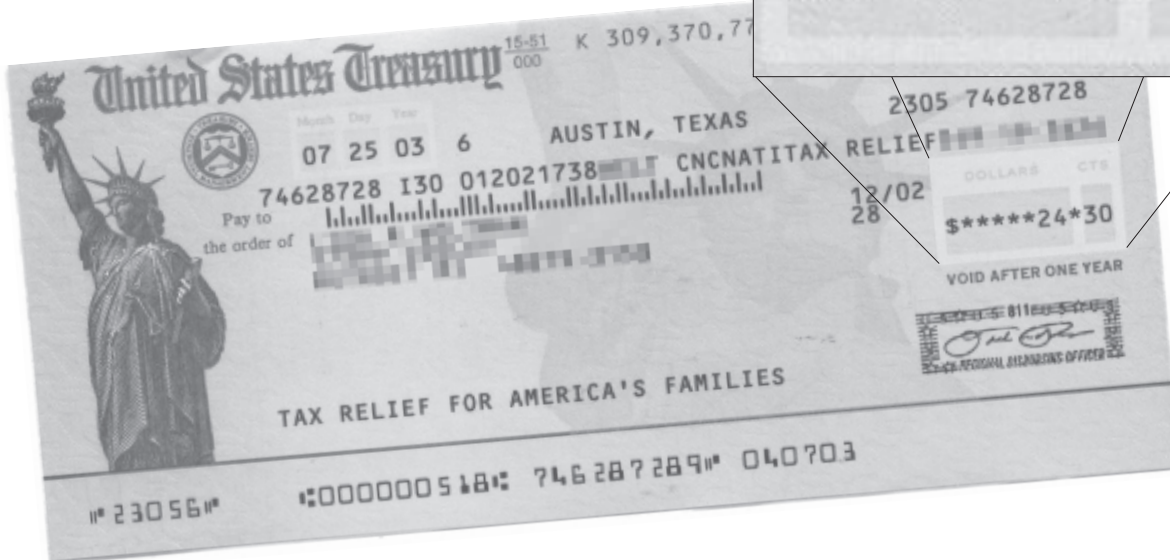 United States Treasury 15-51 000 K 309,370,77
2305 74628728
Month Day Year
07 25 03 6 AUSTIN, TEXAS
74628728 I30 012021738 CNCNATITAX RELIEF
Pay to
the order of
12/02
28
DOLLARS CTS
$*****24*30
VOID AFTER ONE YEAR
TAX RELIEF FOR AMERICA'S FAMILIES
⑈23056⑈ ⑆000000518⑆ 746287289⑈ 040703